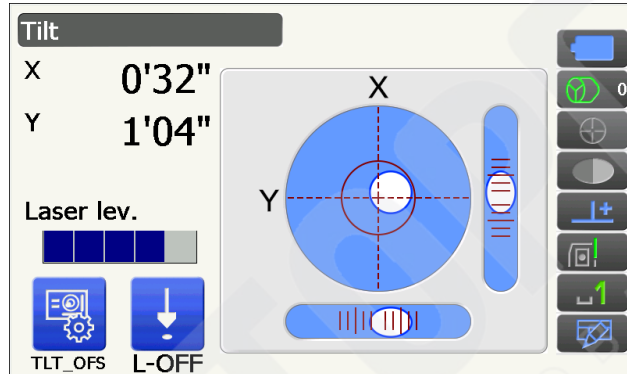 Tilt
X 0'32"
Y 1'04"
X
Y
Laser lev.
TLT_OFS
L-OFF
0
1